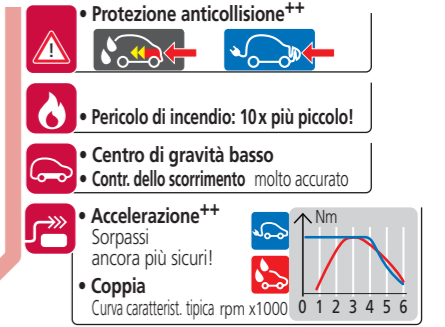 • Protezione anticollisione++
• Pericolo di incendio: 10x più piccolo!
• Centro di gravità basso
• Contr. dello scorrimento molto accurato
• Accelerazione++
Sorpassi
ancora più sicuri!
• Coppia
Curva caratterist. tipica rpm x1000
Nm
0 1 2 3 4 5 6